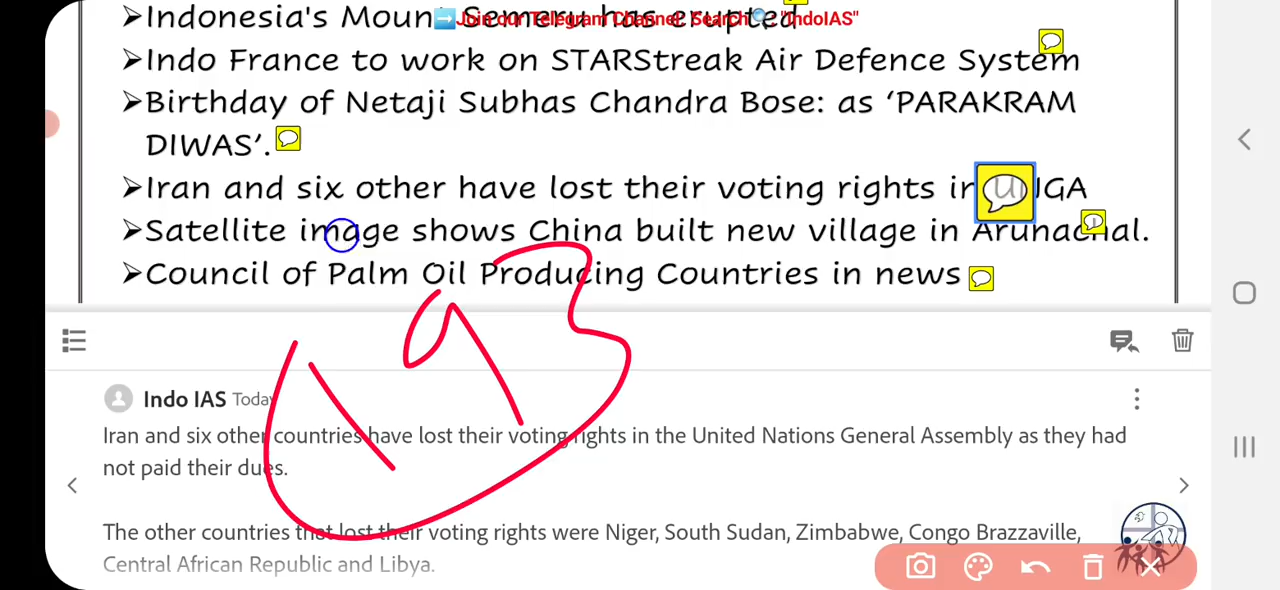 ➤Indonesia's Mount Semeru has erupted
➡Join our Telegram Channel: Search🔍: "IndoIAS"
➤Indo France to work on STARStreak Air Defence System
➤Birthday of Netaji Subhas Chandra Bose: as ‘PARAKRAM
DIWAS’.
➤Iran and six other have lost their voting rights in UNGA
➤Satellite image shows China built new village in Arunachal.
➤Council of Palm Oil Producing Countries in news
193
Indo IAS Today
Iran and six other countries have lost their voting rights in the United Nations General Assembly as they had
not paid their dues.
The other countries that lost their voting rights were Niger, South Sudan, Zimbabwe, Congo Brazzaville,
Central African Republic and Libya.